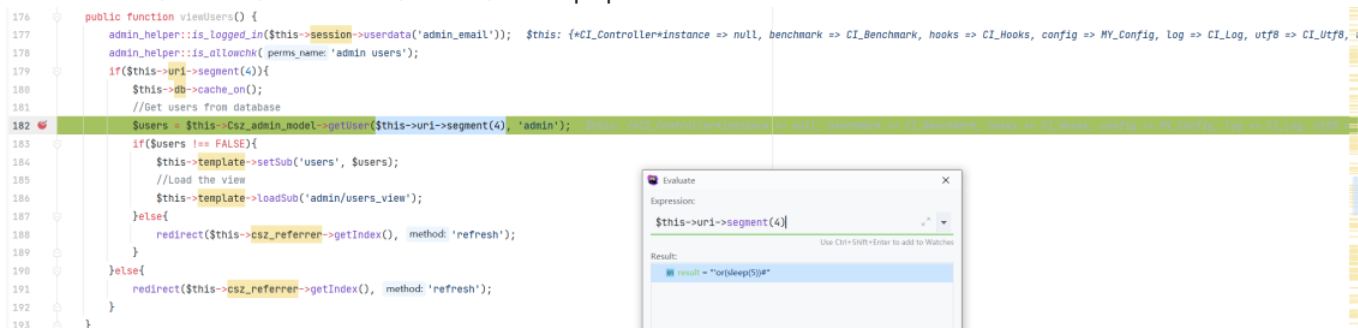 176 public function viewUsers() {
177 admin_helper::is_logged_in($this->session->userdata('admin_email')); $this: {*CI_Controller*instance => null, benchmark => CI_Benchmark, hooks => CI_Hooks, config => MY_Config, log => CI_Log, utf8 => CI_Utf8,
178 admin_helper::is_allowchk( perms_name: 'admin users');
179 if($this->uri->segment(4)){
180 $this->db->cache_on();
181 //Get users from database
182 $users = $this->Csz_admin_model->getUser($this->uri->segment(4), 'admin');
183 if($users !== FALSE){
184 $this->template->setSub('users', $users);
185 //Load the view
186 $this->template->loadSub('admin/users_view');
187 }else{
188 redirect($this->csz_referrer->getIndex(), method: 'refresh');
189 }
190 }else{
191 redirect($this->csz_referrer->getIndex(), method: 'refresh');
192 }
193 }
Evaluate
Expression:
$this->uri->segment(4)
Use Ctrl+Shift+Enter to add to Watches
Result:
result = "'or(sleep(5))#"